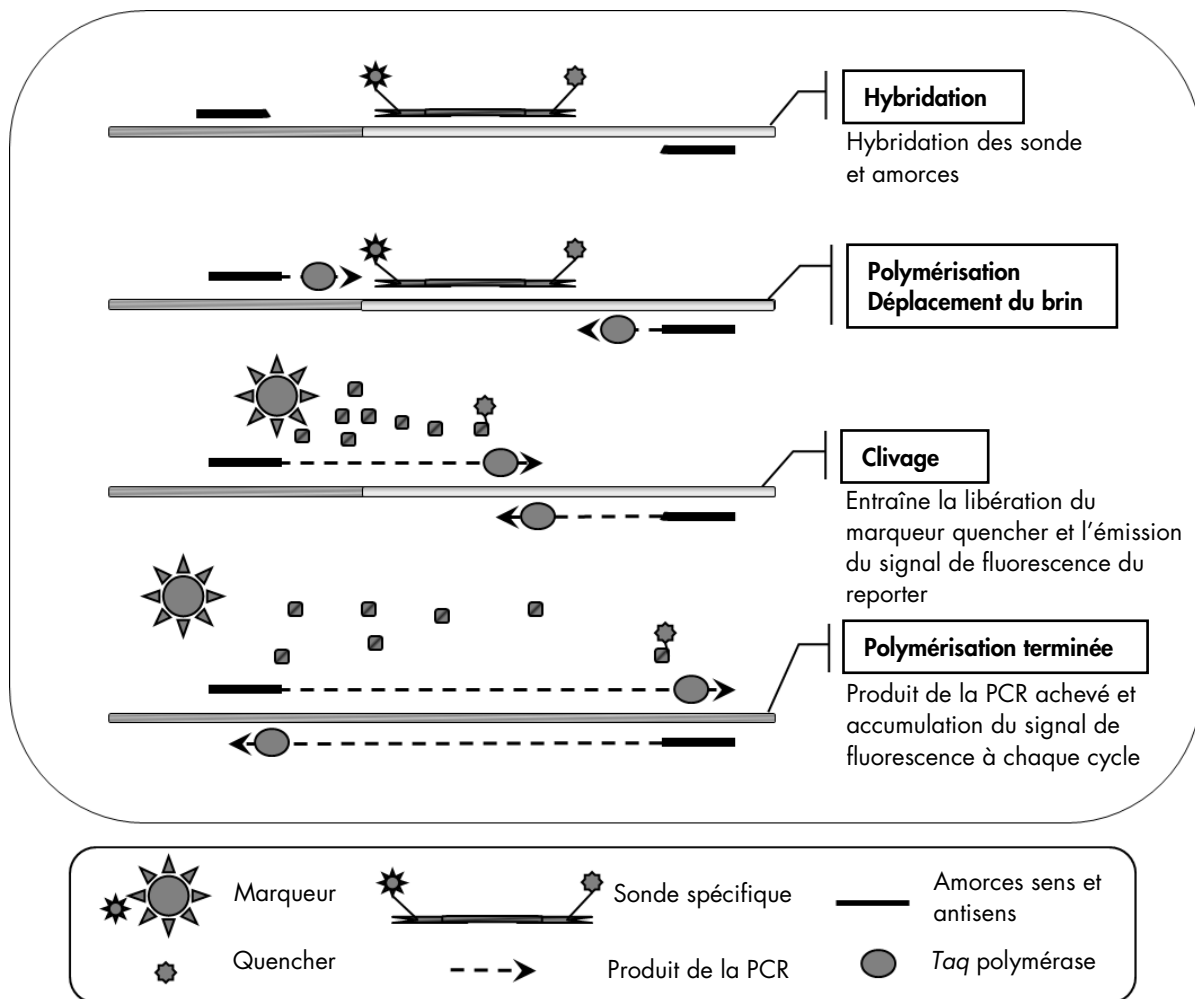 Hybridation
Hybridation des sonde
et amorces
Polymérisation
Déplacement du brin
Clivage
Entraîne la libération du
marqueur quencher et l'émission
du signal de fluorescence du
reporter
Polymérisation terminée
Produit de la PCR achevé et
accumulation du signal de
fluorescence à chaque cycle
Marqueur
Sonde spécifique
Amorces sens et
antisens
Quencher
Produit de la PCR
Taq polymérase